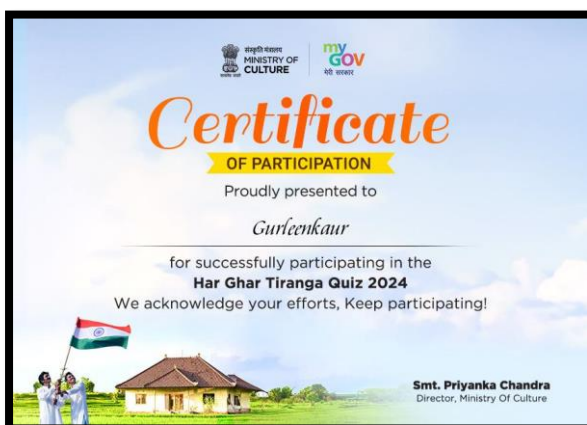 संस्कृति मंत्रालय
MINISTRY OF
CULTURE
my
GOV
मेरी सरकार
Certificate
OF PARTICIPATION
Proudly presented to
Gurleenkaur
for successfully participating in the
Har Ghar Tiranga Quiz 2024
We acknowledge your efforts, Keep participating!
Smt. Priyanka Chandra
Director, Ministry Of Culture